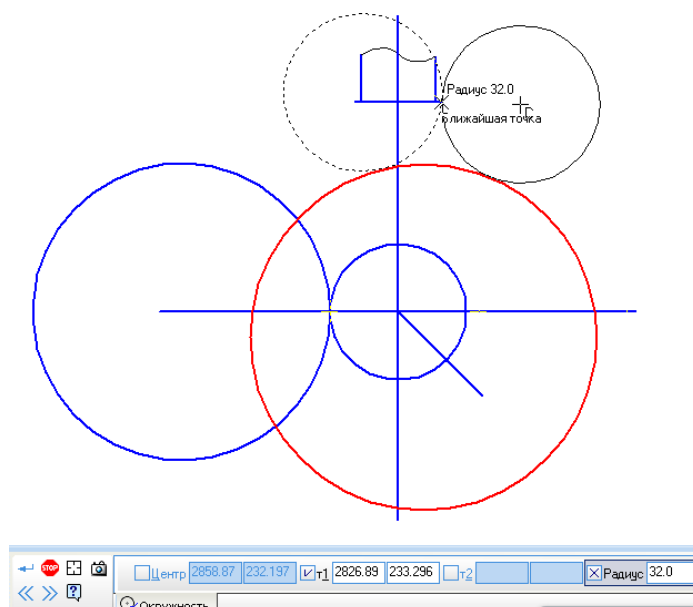 Радиус 32.0
Ближайшая точка
STOP
Центр 2858.87 232.197 т1 2826.89 233.296 т2 Радиус 32.0
Окружность